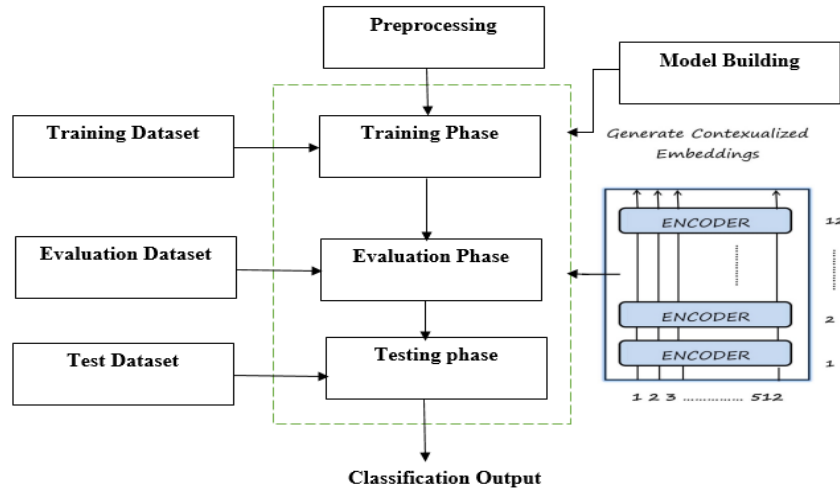 Preprocessing
Model Building
Training Dataset
Training Phase
Generate Contexualized
Embeddings
ENCODER
12
Evaluation Dataset
Evaluation Phase
ENCODER
2
Test Dataset
Testing phase
ENCODER
1
1 2 3 ................ 512
Classification Output